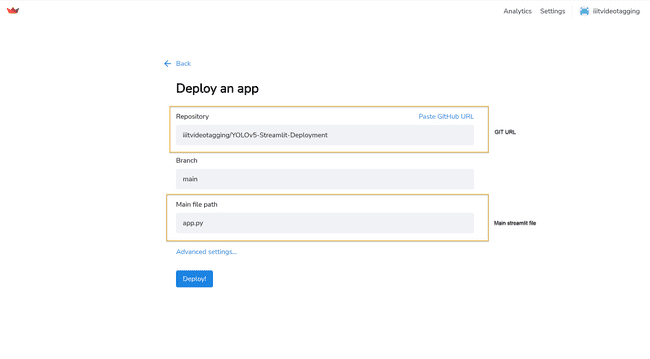 Analytics Settings iiitvideotagging
Back
Deploy an app
Repository Paste GitHub URL
iiitvideotagging/YOLOv5-Streamlit-Deployment
GIT URL
Branch
main
Main file path
app.py
Main streamlit file
Advanced settings...
Deploy!